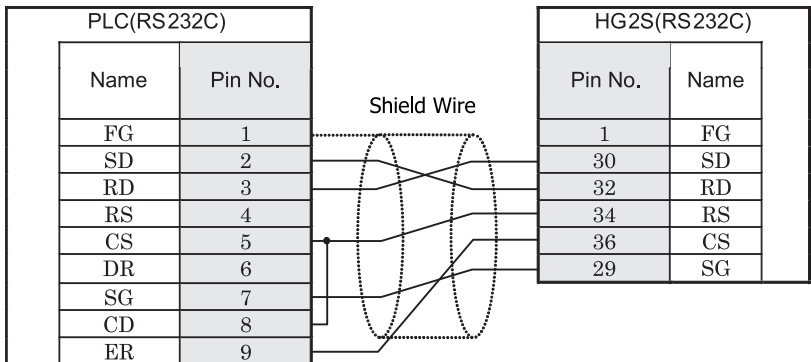 PLC(RS232C) HG2S(RS232C)
Name Pin No. Pin No. Name
Shield Wire
FG 1 1 FG
SD 2 30 SD
RD 3 32 RD
RS 4 34 RS
CS 5 36 CS
DR 6 29 SG
SG 7
CD 8
ER 9